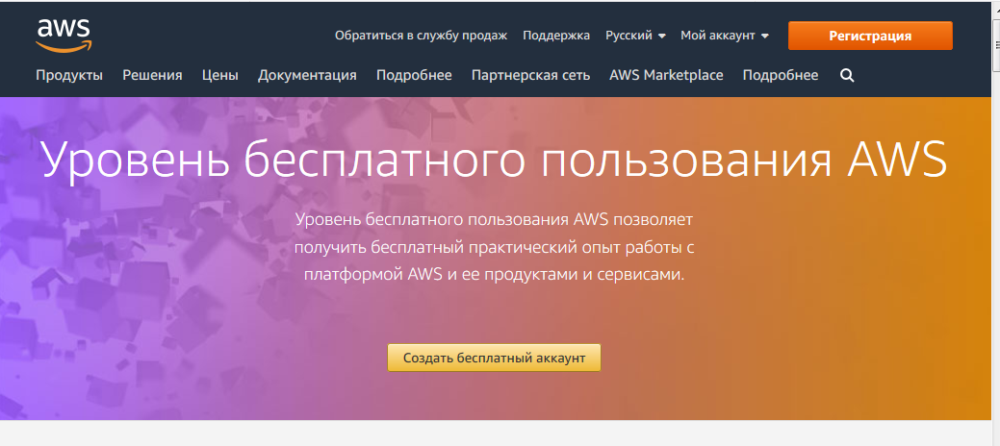 aws
Обратиться в службу продаж Поддержка Русский Мой аккаунт Регистрация
Продукты Решения Цены Документация Подробнее Партнерская сеть AWS Marketplace Подробнее
Уровень бесплатного пользования AWS
Уровень бесплатного пользования AWS позволяет
получить бесплатный практический опыт работы с
платформой AWS и ее продуктами и сервисами.
Создать бесплатный аккаунт